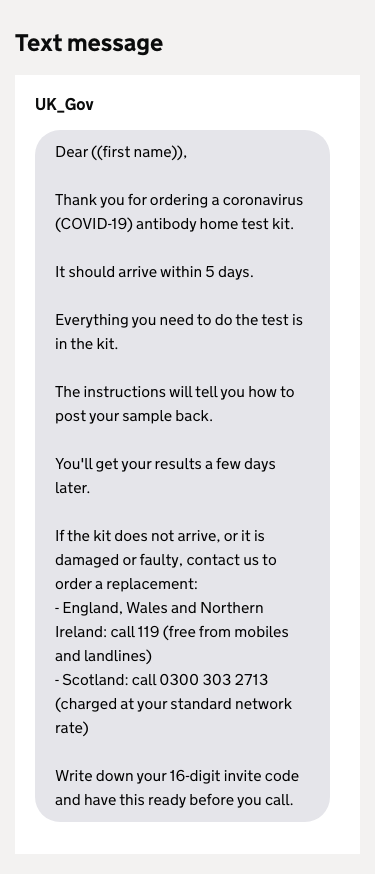 Text message
UK_Gov
Dear ((first name)),
Thank you for ordering a coronavirus
(COVID-19) antibody home test kit.
It should arrive within 5 days.
Everything you need to do the test is
in the kit.
The instructions will tell you how to
post your sample back.
You'll get your results a few days
later.
If the kit does not arrive, or it is
damaged or faulty, contact us to
order a replacement:
- England, Wales and Northern
Ireland: call 119 (free from mobiles
and landlines)
- Scotland: call 0300 303 2713
(charged at your standard network
rate)
Write down your 16-digit invite code
and have this ready before you call.